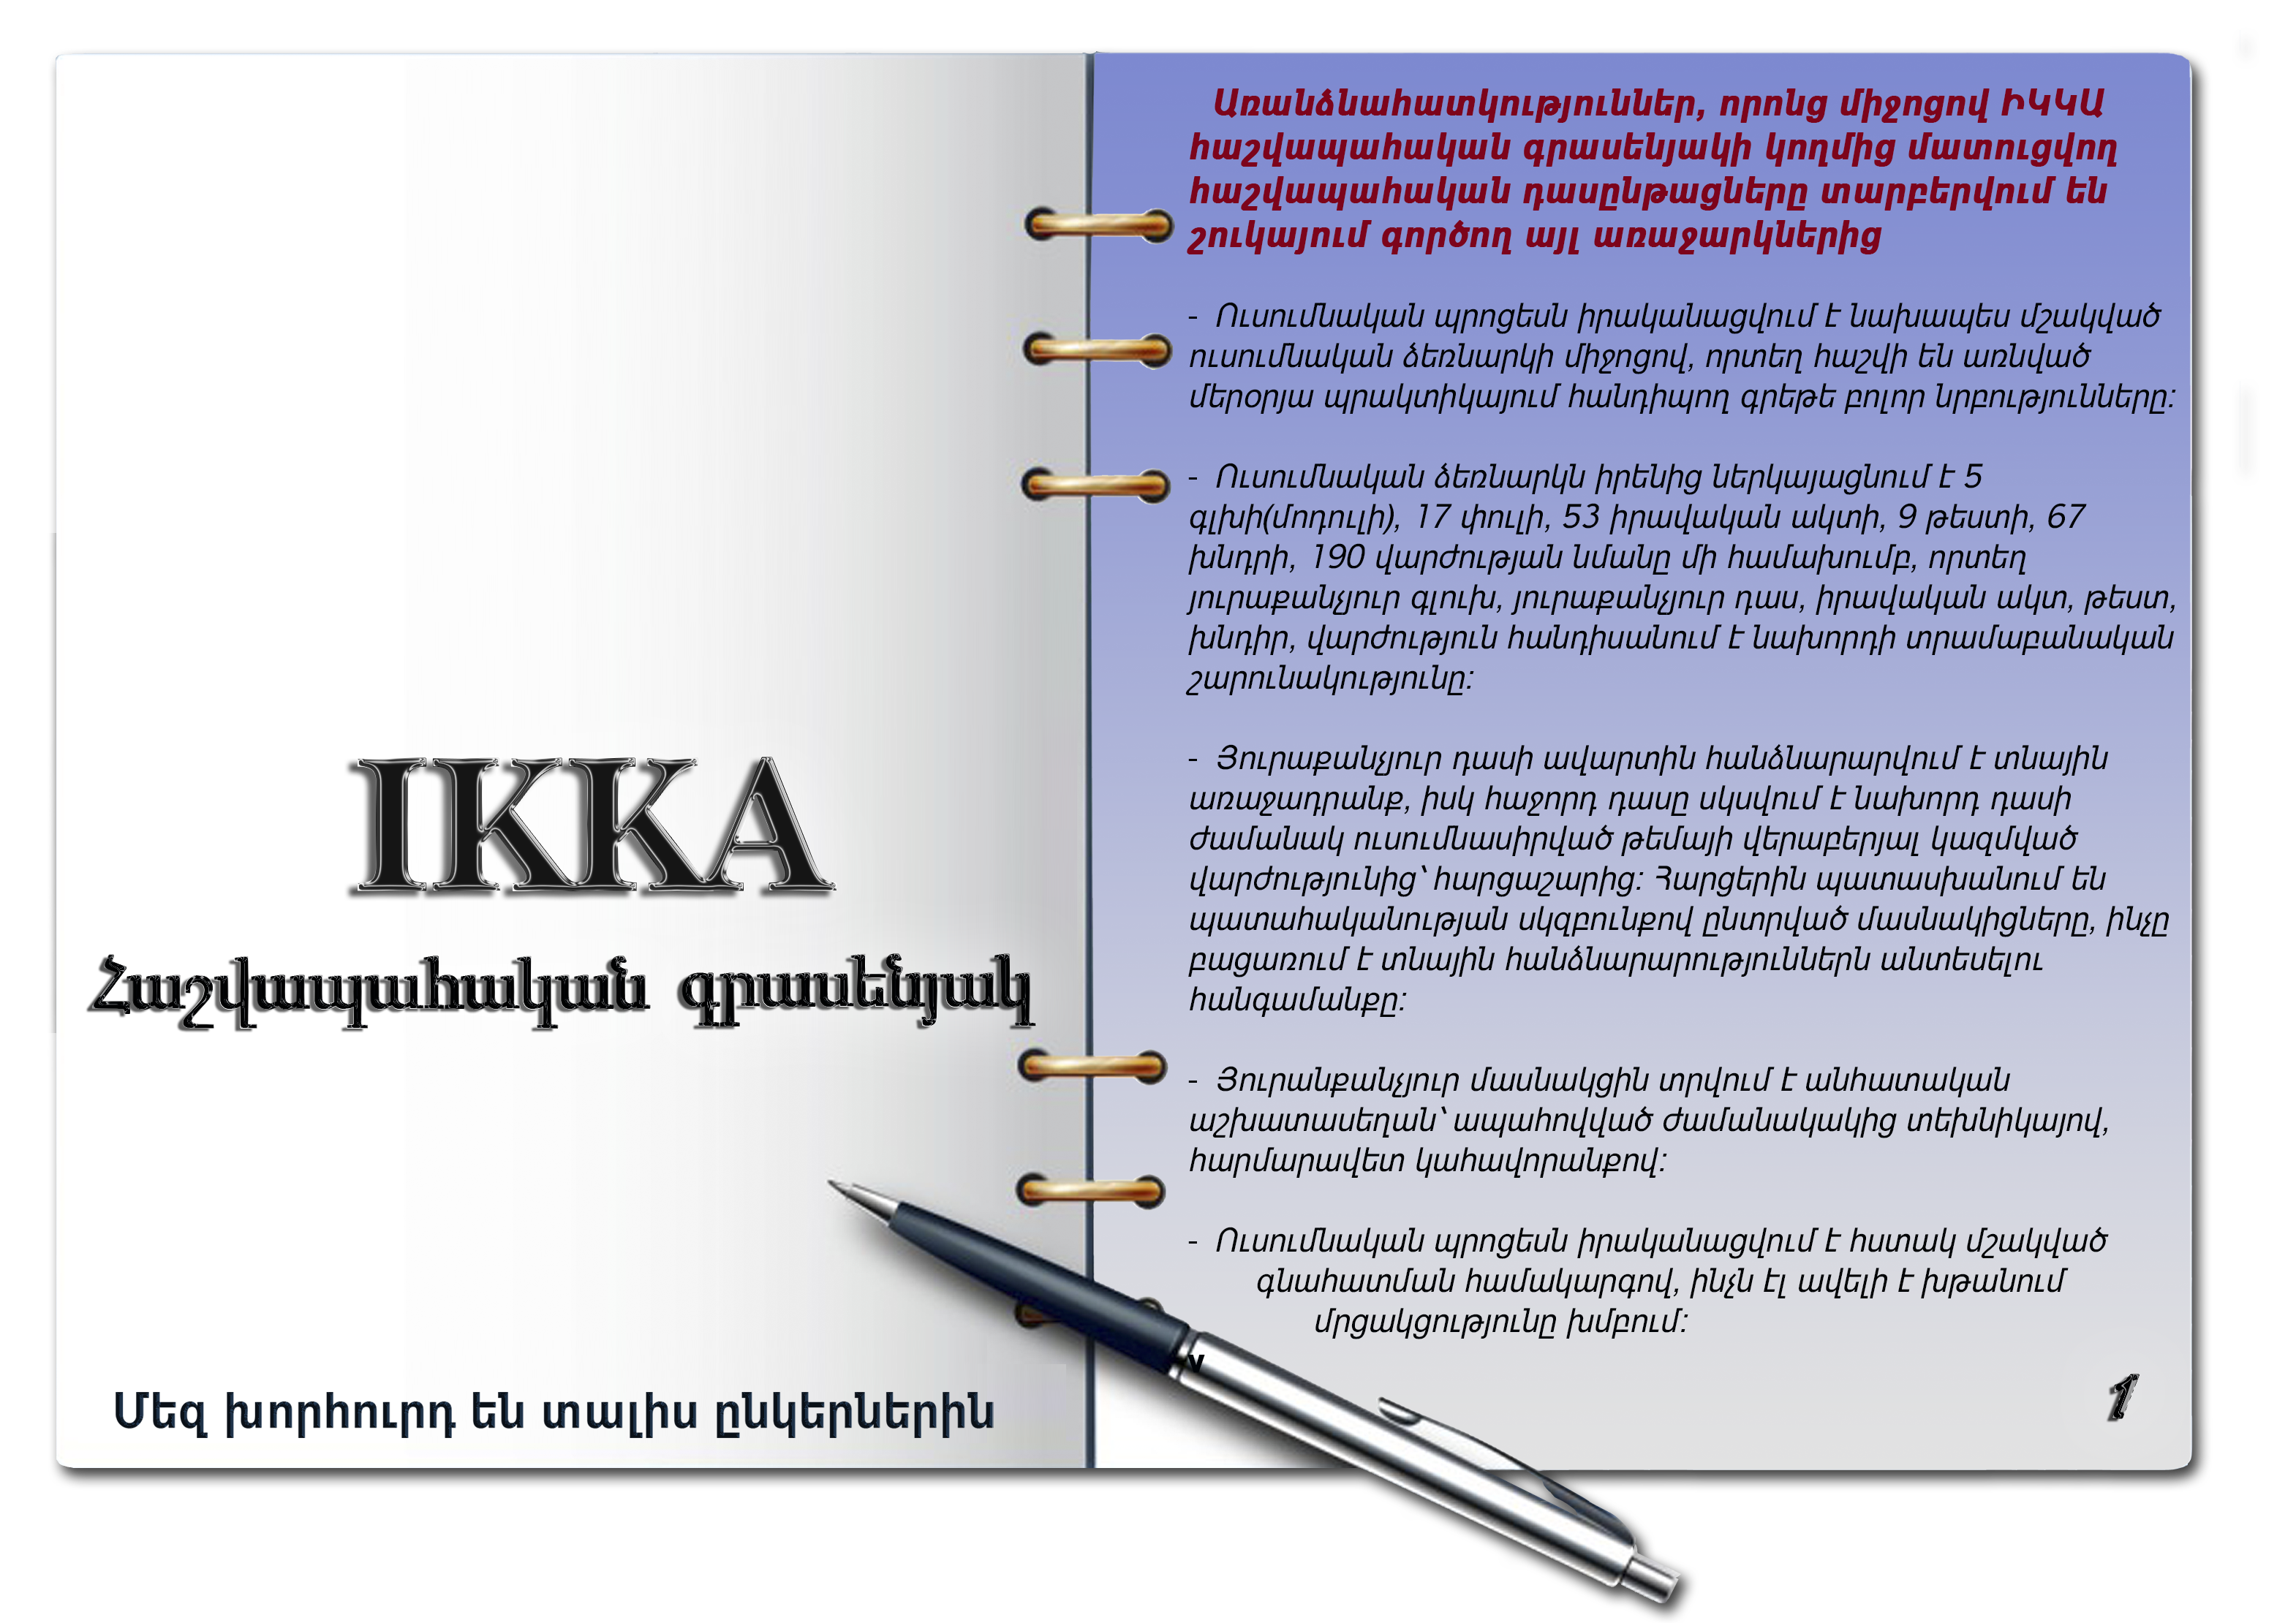 IKKA
Հաշվապահական գրասենյակ
Մեզ խորհուրդ են տալիս ընկերներին
Առանձնահատկություններ, որոնց միջոցով ԻԿԿԱ
հաշվապահական գրասենյակի կողմից մատուցվող
հաշվապահական դասընթացները տարբերվում են
շուկայում գործող այլ առաջարկներից
- Ուսումնական պրոցեսն իրականացվում է նախապես մշակված
ուսումնական ձեռնարկի միջոցով, որտեղ հաշվի են առնված
մերօրյա պրակտիկայում հանդիպող գրեթե բոլոր նրբությունները:
- Ուսումնական ձեռնարկն իրենից ներկայացնում է 5
գլխի(մոդուլի), 17 փուլի, 53 իրավական ակտի, 9 թեստի, 67
խնդրի, 190 վարժության նմանը մի համախումբ, որտեղ
յուրաքանչյուր գլուխ, յուրաքանչյուր դաս, իրավական ակտ, թեստ,
խնդիր, վարժություն հանդիսանում է նախորդի տրամաբանական
շարունակությունը:
- Յուրաքանչյուր դասի ավարտին հանձնարարվում է տնային
առաջադրանք, իսկ հաջորդ դասը սկսվում է նախորդ դասի
ժամանակ ուսումնասիրված թեմայի վերաբերյալ կազմված
վարժությունից՝ հարցաշարից: Հարցերին պատասխանում են
պատահականության սկզբունքով ընտրված մասնակիցները, ինչը
բացառում է տնային հանձնարարություններն անտեսելու
հանգամանքը:
- Յուրանքանչյուր մասնակցին տրվում է անհատական
աշխատասեղան՝ ապահովված ժամանակակից տեխնիկայով,
հարմարավետ կահավորանքով:
- Ուսումնական պրոցեսն իրականացվում է հստակ մշակված
գնահատման համակարգով, ինչն էլ ավելի է խթանում
մրցակցությունը խմբում:
v
1